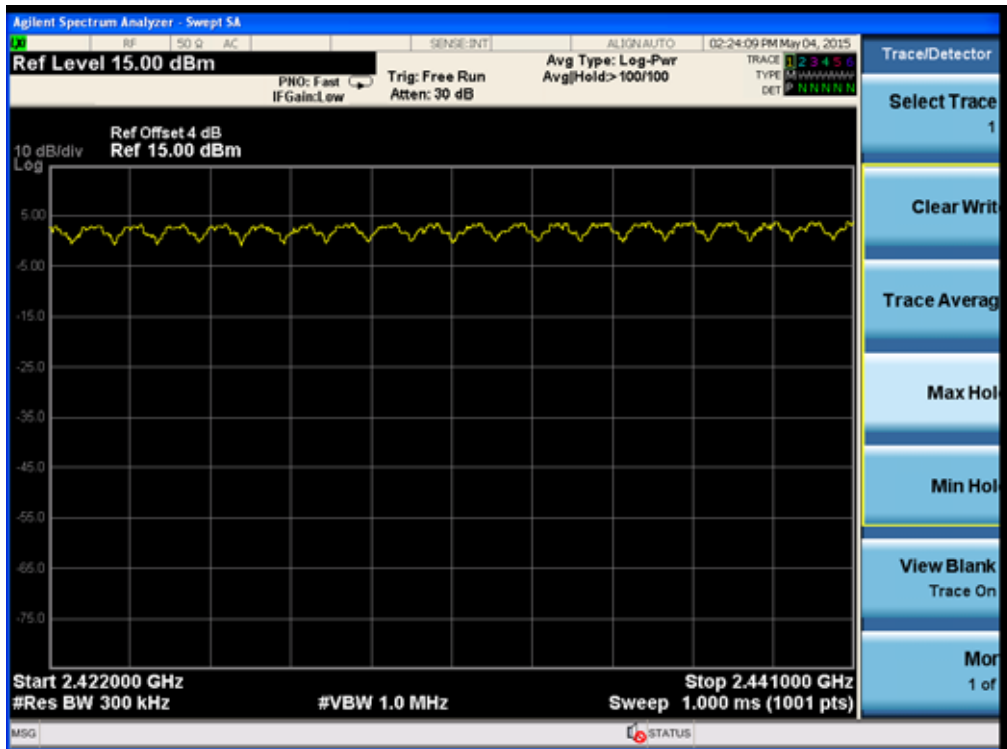 Agilent Spectrum Analyzer - Swept SA
LXI RF 50 Ω AC SENSE:INT ALIGNAUTO 02:24:09 PM May 04, 2015
Ref Level 15.00 dBm
PNO: Fast
IFGain:Low
Trig: Free Run
Atten: 30 dB
Avg Type: Log-Pwr
Avg|Hold:> 100/100
TRACE 1 2 3 4 5 6
TYPE M
DET P N N N N N
Ref Offset 4 dB
10 dB/div Ref 15.00 dBm
Log
5.00
-5.00
-15.0
-25.0
-35.0
-45.0
-55.0
-65.0
-75.0
Start 2.422000 GHz Stop 2.441000 GHz
#Res BW 300 kHz #VBW 1.0 MHz Sweep 1.000 ms (1001 pts)
MSG STATUS
Trace/Detector
Select Trace
1
Clear Writ
Trace Averag
Max Hol
Min Hol
View Blank
Trace On
Mor
1 of